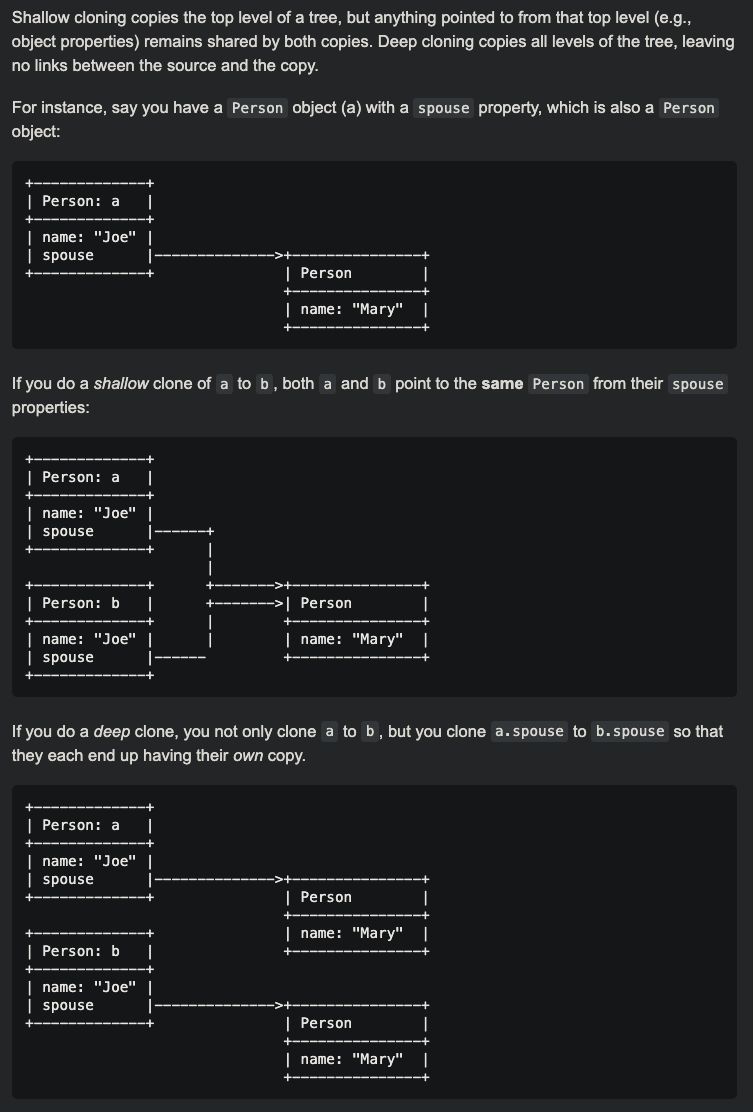 Shallow cloning copies the top level of a tree, but anything pointed to from that top level (e.g.,
object properties) remains shared by both copies. Deep cloning copies all levels of the tree, leaving
no links between the source and the copy.
For instance, say you have a Person object (a) with a spouse property, which is also a Person
object:
+−−−−−−−−−−−−−−+
| Person: a    |
+−−−−−−−−−−−−−−+
| name: "Joe"  |
| spouse       |−−−−−−−−−−−−−−>+−−−−−−−−−−−−−−−+
+−−−−−−−−−−−−−−+               | Person        |
                              +−−−−−−−−−−−−−−−+
                              | name: "Mary"  |
                              +−−−−−−−−−−−−−−−+
If you do a shallow clone of a to b, both a and b point to the same Person from their spouse
properties:
+−−−−−−−−−−−−−−+
| Person: a    |
+−−−−−−−−−−−−−−+
| name: "Joe"  |
| spouse       |−−−−−−+
+−−−−−−−−−−−−−−+      |
                     |
+−−−−−−−−−−−−−−+      +−−−−−−−>+−−−−−−−−−−−−−−−+
| Person: b    |      +−−−−−−−>| Person        |
+−−−−−−−−−−−−−−+      |        +−−−−−−−−−−−−−−−+
| name: "Joe"  |      |        | name: "Mary"  |
| spouse       |−−−−−−         +−−−−−−−−−−−−−−−+
+−−−−−−−−−−−−−−+
If you do a deep clone, you not only clone a to b, but you clone a.spouse to b.spouse so that
they each end up having their own copy.
+−−−−−−−−−−−−−−+
| Person: a    |
+−−−−−−−−−−−−−−+
| name: "Joe"  |
| spouse       |−−−−−−−−−−−−−−>+−−−−−−−−−−−−−−−+
+−−−−−−−−−−−−−−+               | Person        |
                              +−−−−−−−−−−−−−−−+
+−−−−−−−−−−−−−−+               | name: "Mary"  |
| Person: b    |               +−−−−−−−−−−−−−−−+
+−−−−−−−−−−−−−−+
| name: "Joe"  |
| spouse       |−−−−−−−−−−−−−−>+−−−−−−−−−−−−−−−+
+−−−−−−−−−−−−−−+               | Person        |
                              +−−−−−−−−−−−−−−−+
                              | name: "Mary"  |
                              +−−−−−−−−−−−−−−−+